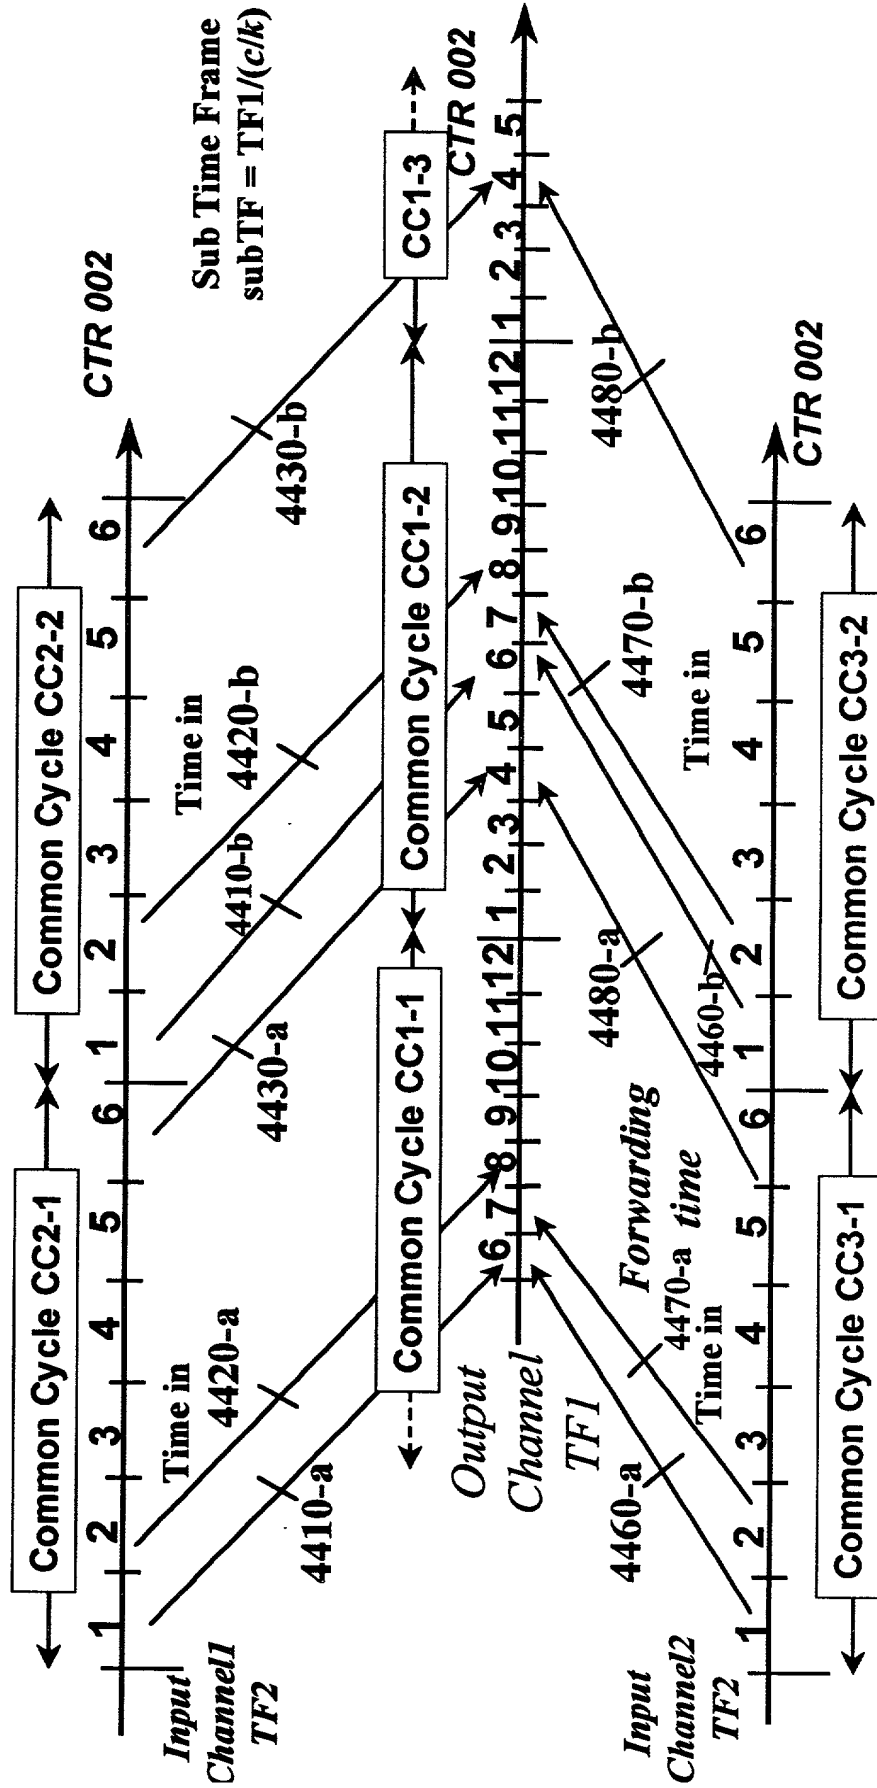 Common Cycle CC2-1
Common Cycle CC2-2
1 2 3 4 5 6 1 2 3 4 5 6
CTR 002
Input
Channel1
TF2
Time in
4420-a
4410-a
4430-a
4410-b
Time in
4420-b
4430-b
Sub Time Frame
subTF = TF1/(c/k)
Common Cycle CC1-1
Common Cycle CC1-2
CC1-3
CTR 002
6 7 8 9 10 11 12 1 2 3 4 5 6 7 8 9 10 11 12 1 2 3 4 5
Output
Channel
TF1
4460-a
4470-a
Forwarding
time
Time in
4480-a
4460-b
4470-b
Time in
4480-b
Input
Channel2
TF2
1 2 3 4 5 6 1 2 3 4 5 6
CTR 002
Common Cycle CC3-1
Common Cycle CC3-2